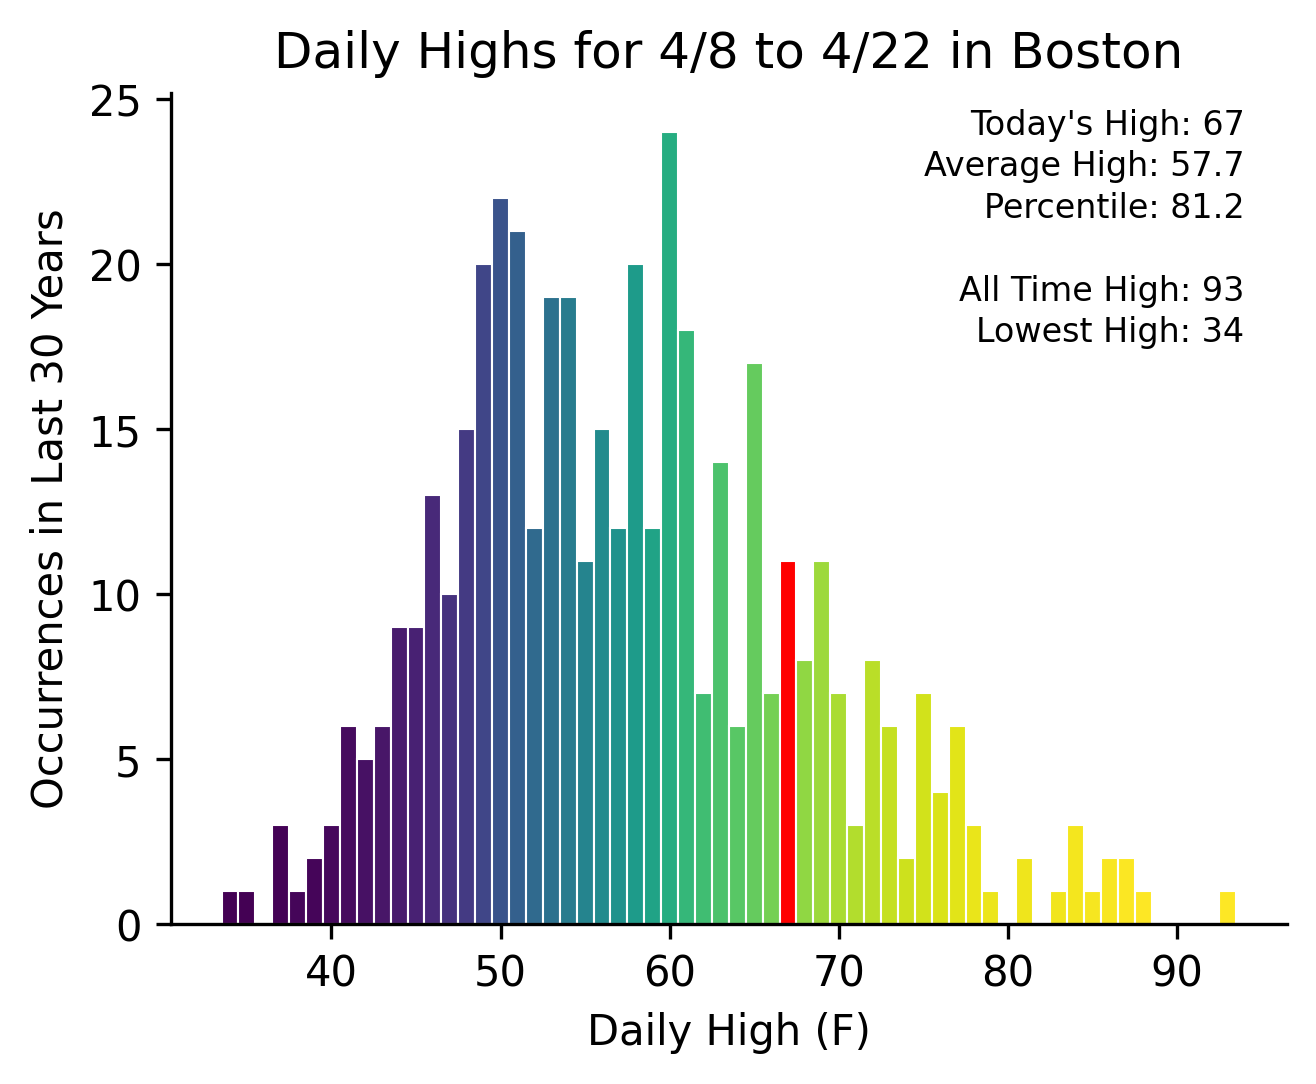 Daily Highs for 4/8 to 4/22 in Boston
Today's High: 67
Average High: 57.7
Percentile: 81.2
All Time High: 93
Lowest High: 34
Occurrences in Last 30 Years
25
20
15
10
5
0
40 50 60 70 80 90
Daily High (F)